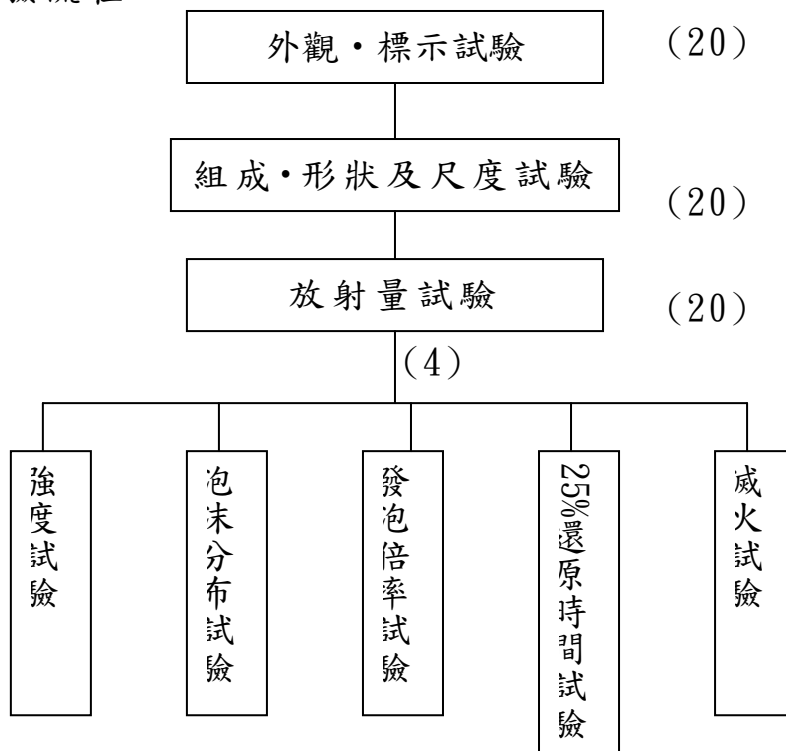 外觀・標示試驗
(20)
組成・形狀及尺度試驗
(20)
放射量試驗
(20)
(4)
強度試驗
泡沫分布試驗
發泡倍率試驗
25%還原時間試驗
滅火試驗